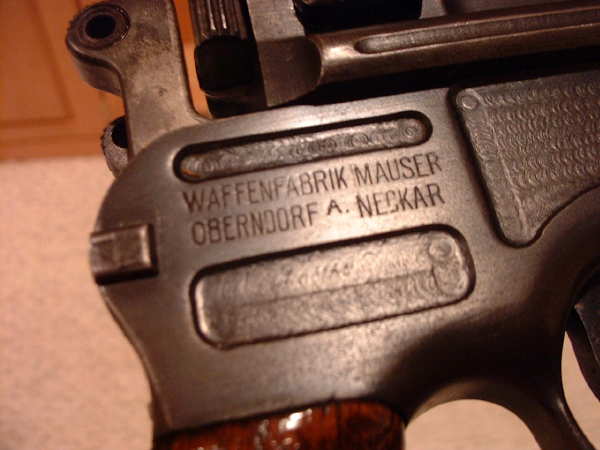 WAFFENFABRIK MAUSER
OBERNDORF A. NECKAR